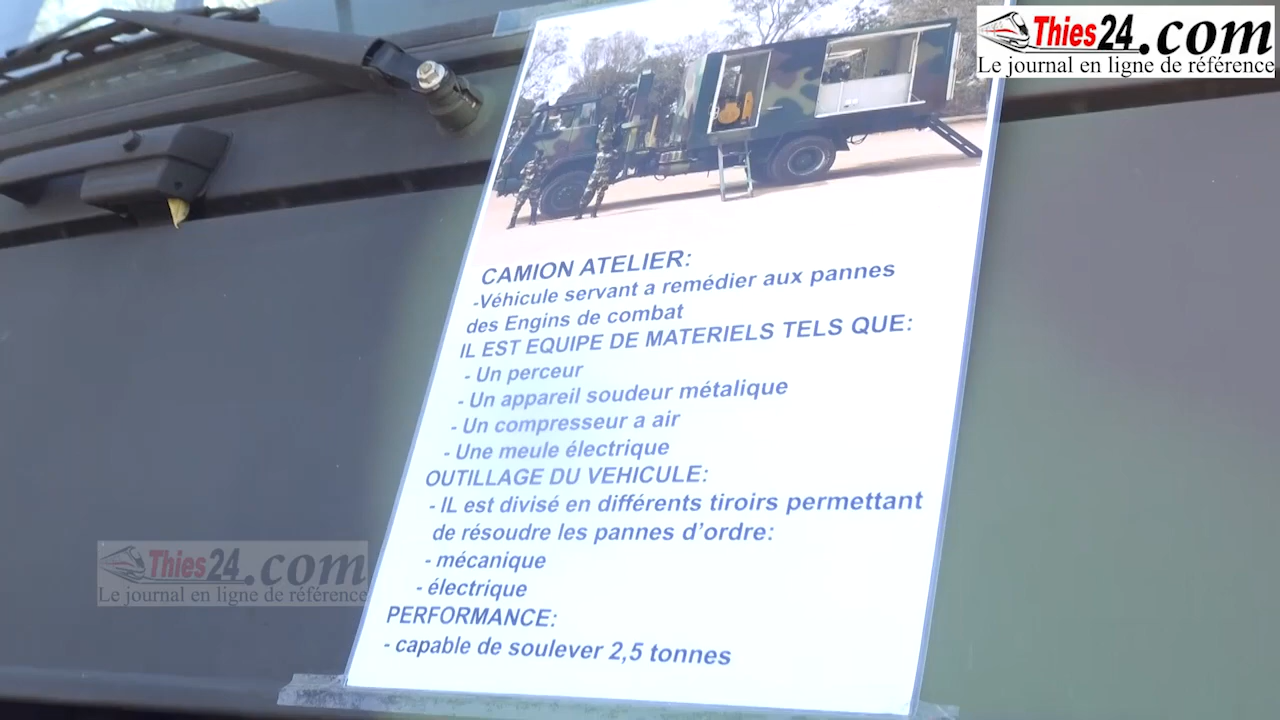 Thies24.com
Le journal en ligne de référence
CAMION ATELIER:
-Véhicule servant a remédier aux pannes
des Engins de combat
IL EST EQUIPE DE MATERIELS TELS QUE:
- Un perceur
- Un appareil soudeur métalique
- Un compresseur a air
- Une meule électrique
OUTILLAGE DU VEHICULE:
- IL est divisé en différents tiroirs permettant
de résoudre les pannes d'ordre:
- mécanique
- électrique
PERFORMANCE:
- capable de soulever 2,5 tonnes
Thies24.com
Le journal en ligne de référence